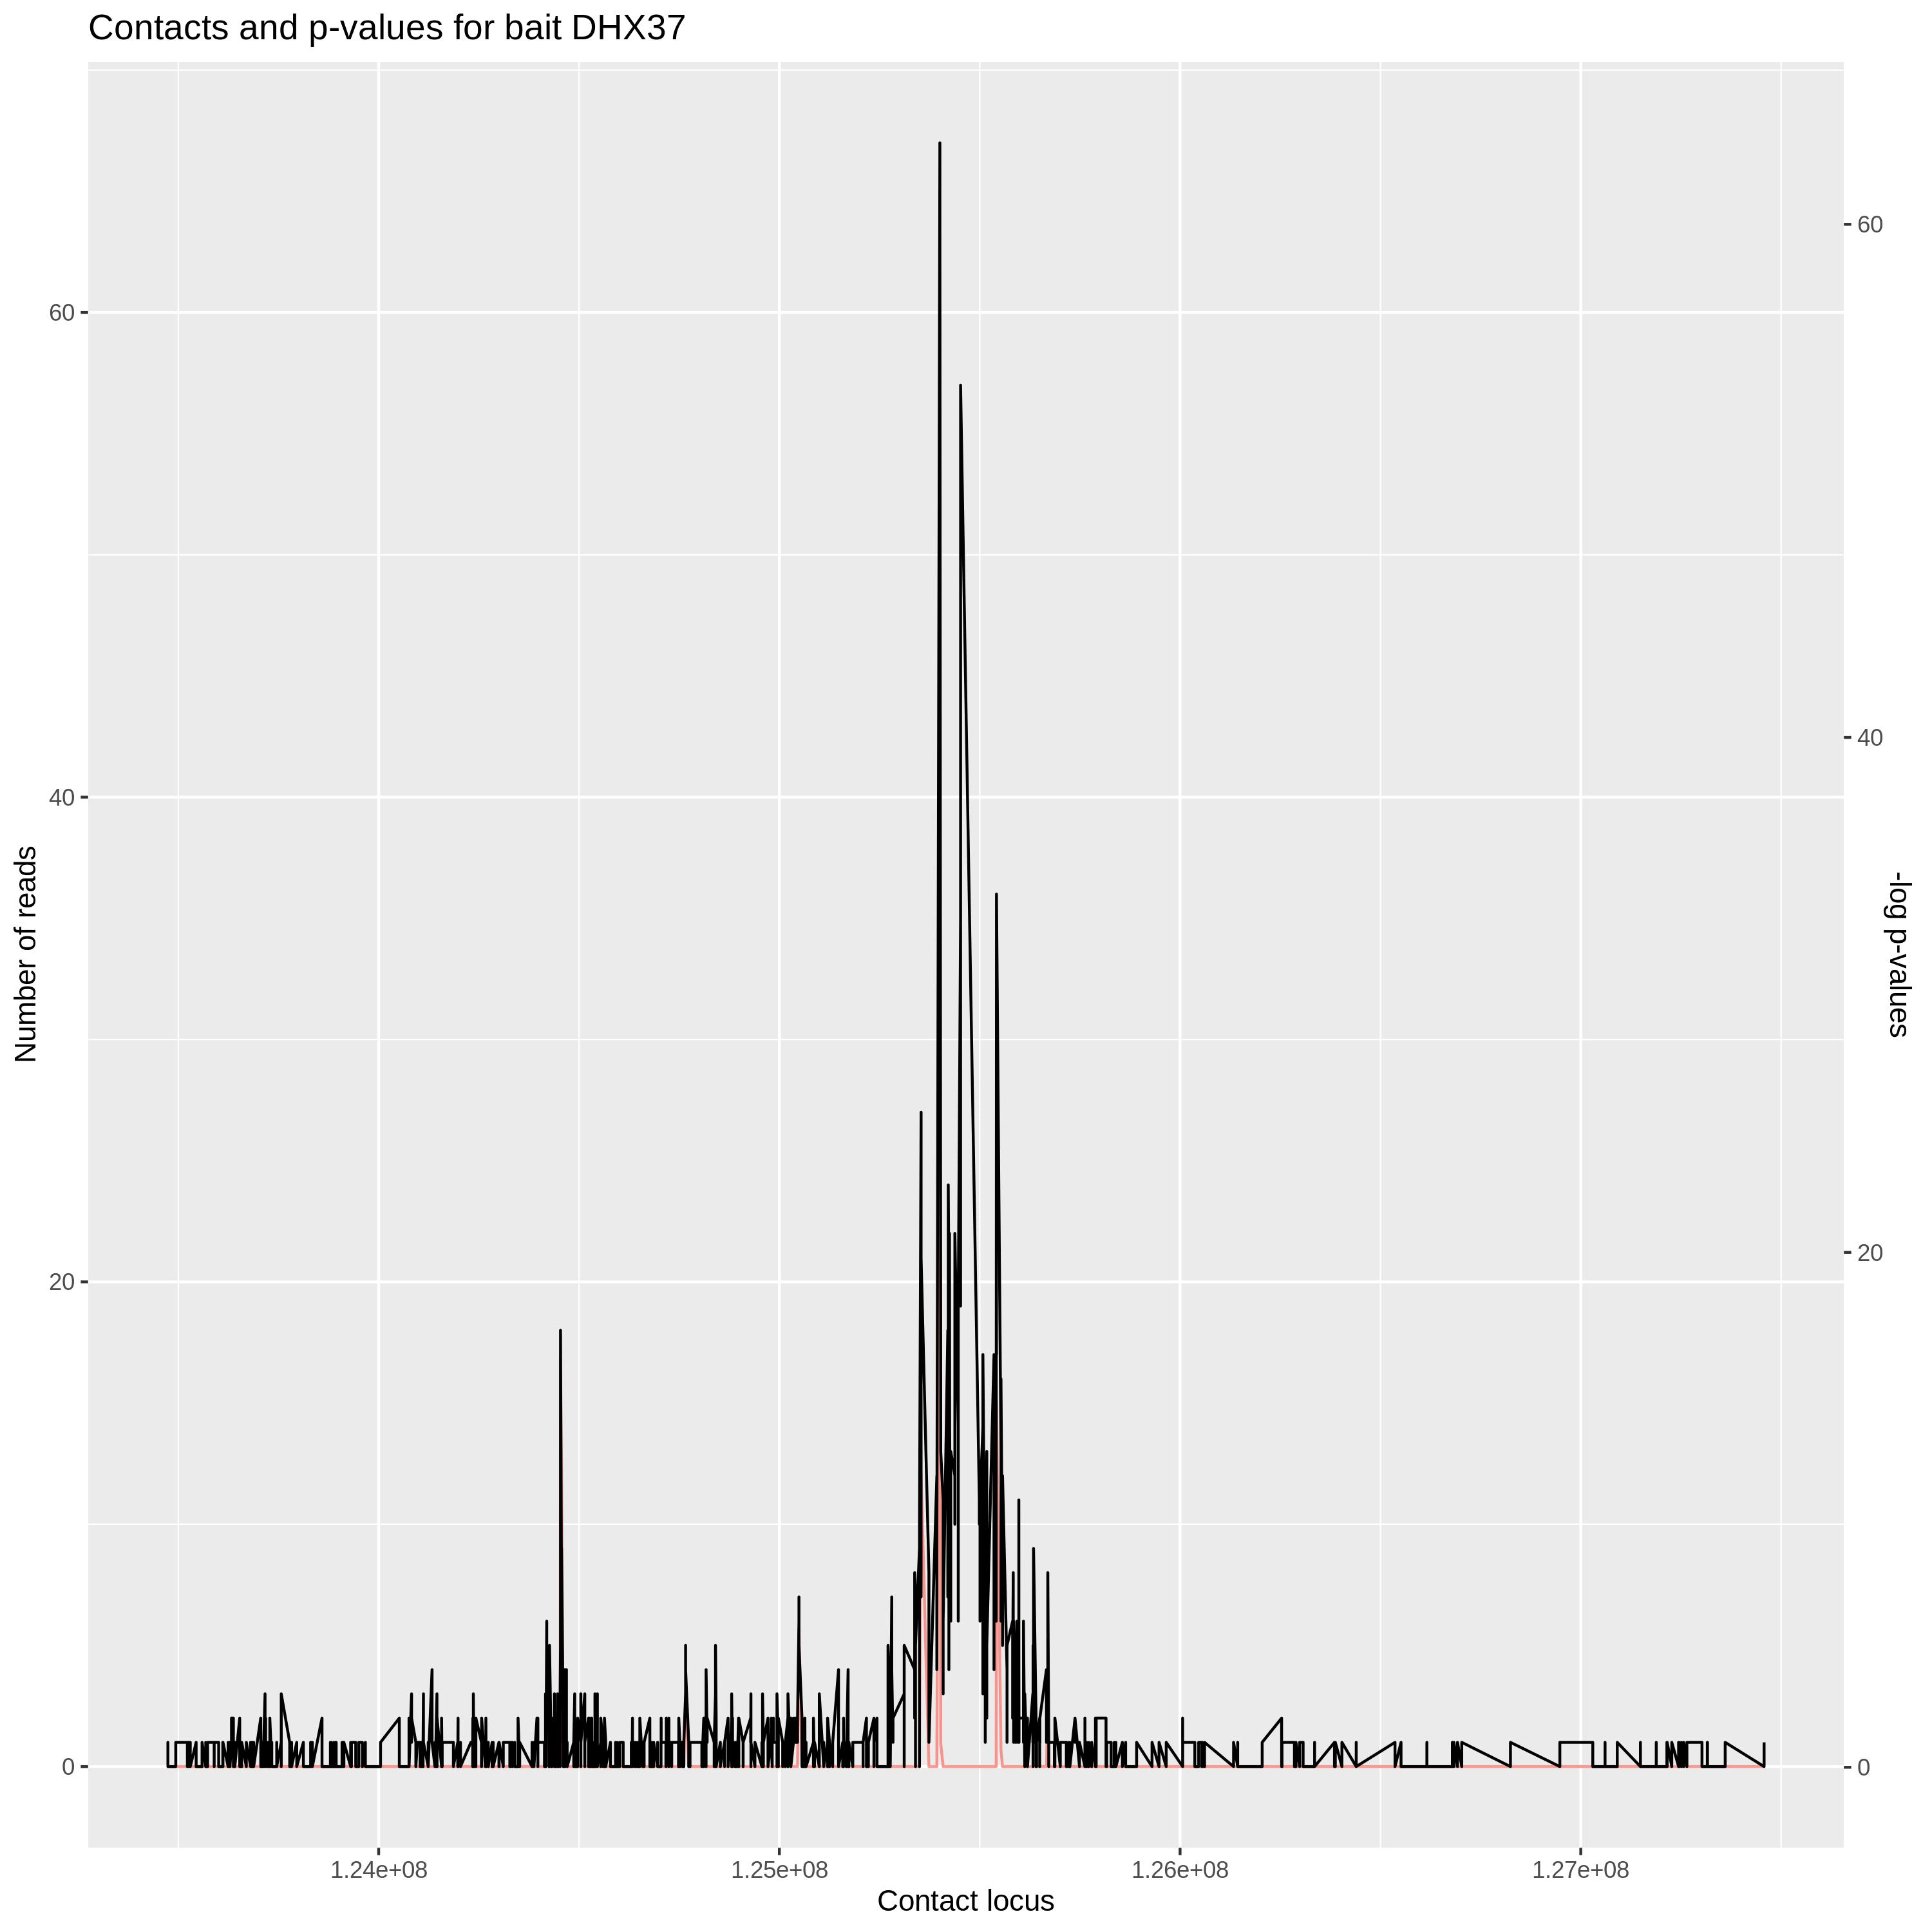 Contacts and p-values for bait DHX37
60
40
20
0
Number of reads
60
40
20
0
-log p-values
1.24e+08 1.25e+08 1.26e+08 1.27e+08
Contact locus